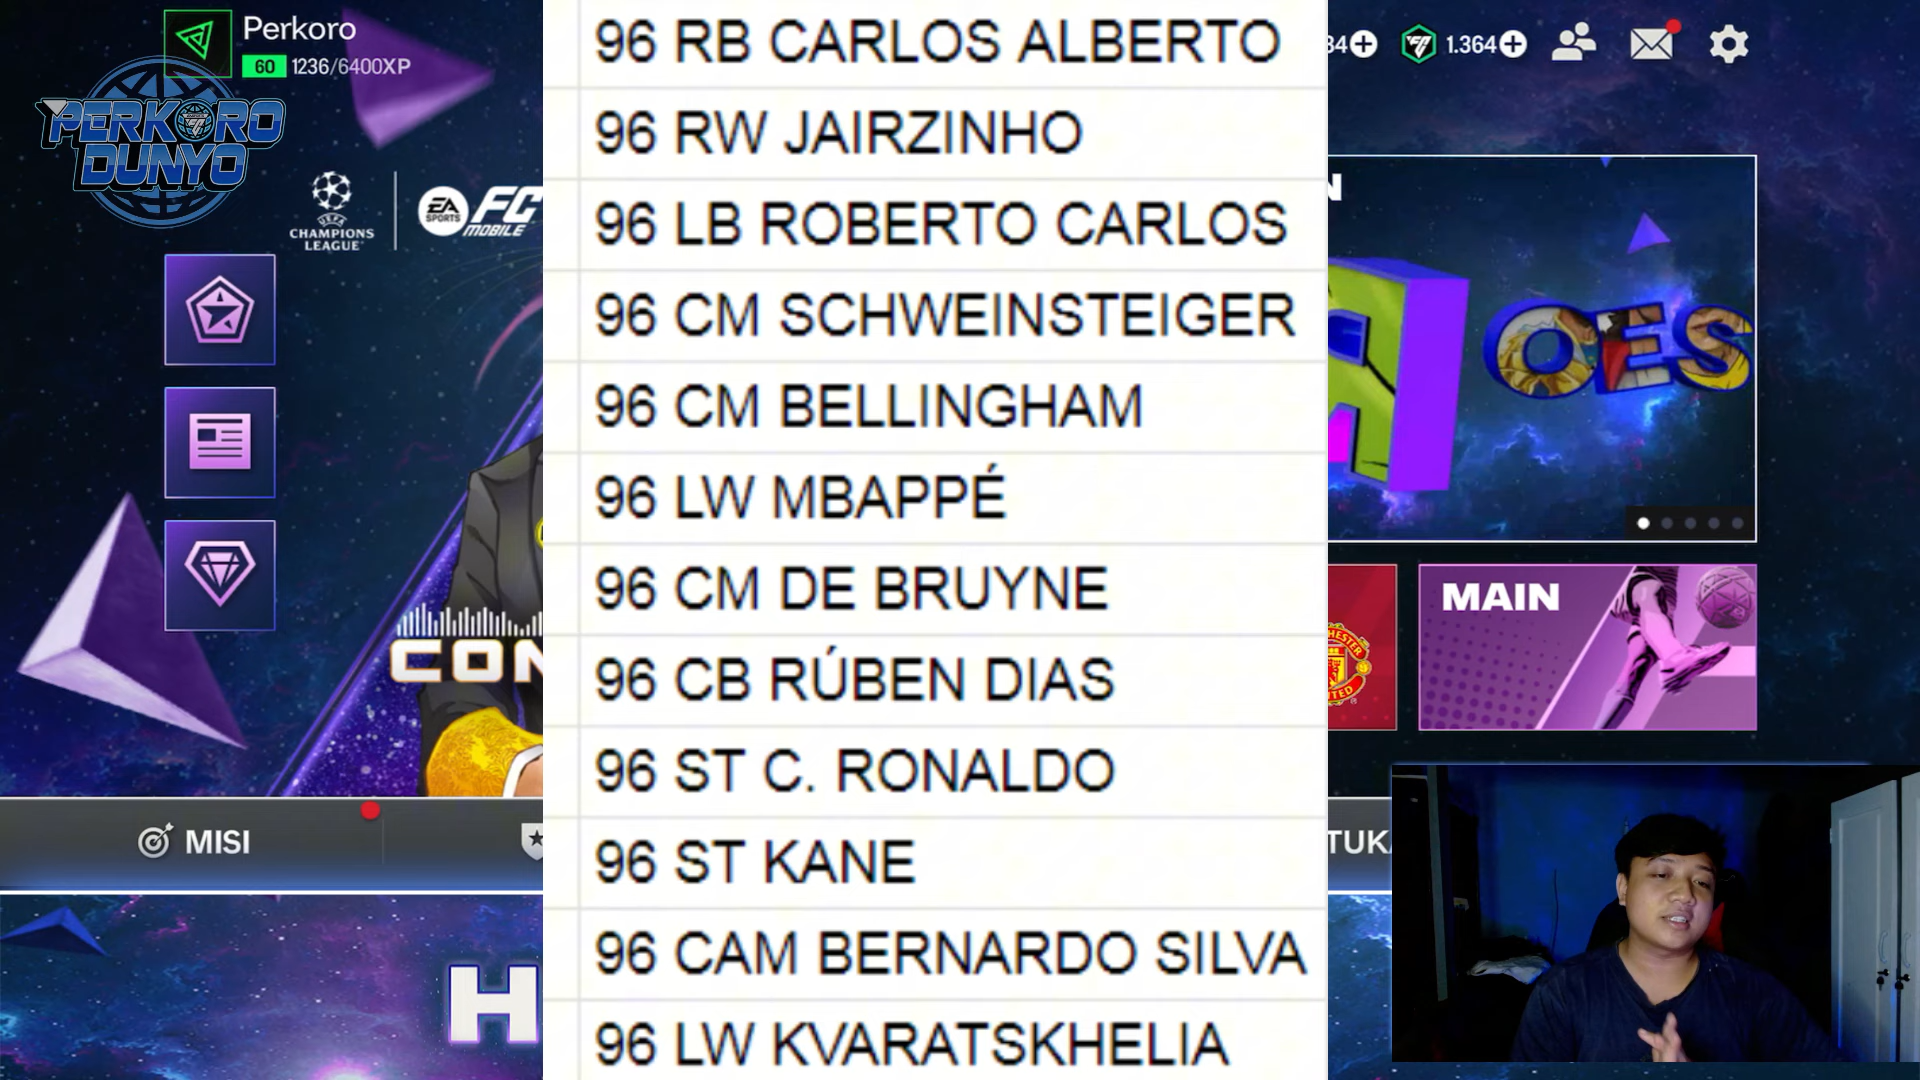 Perkoro
60 1236/6400XP
PERKORO
DUNYO
UEFA
CHAMPIONS
LEAGUE
EA
SPORTS
FC
MOBILE
CON
MISI
H
96 RB CARLOS ALBERTO
96 RW JAIRZINHO
96 LB ROBERTO CARLOS
96 CM SCHWEINSTEIGER
96 CM BELLINGHAM
96 LW MBAPPÉ
96 CM DE BRUYNE
96 CB RÚBEN DIAS
96 ST C. RONALDO
96 ST KANE
96 CAM BERNARDO SILVA
96 LW KVARATSKHELIA
1.364
N
A
OES
MAIN
TUK